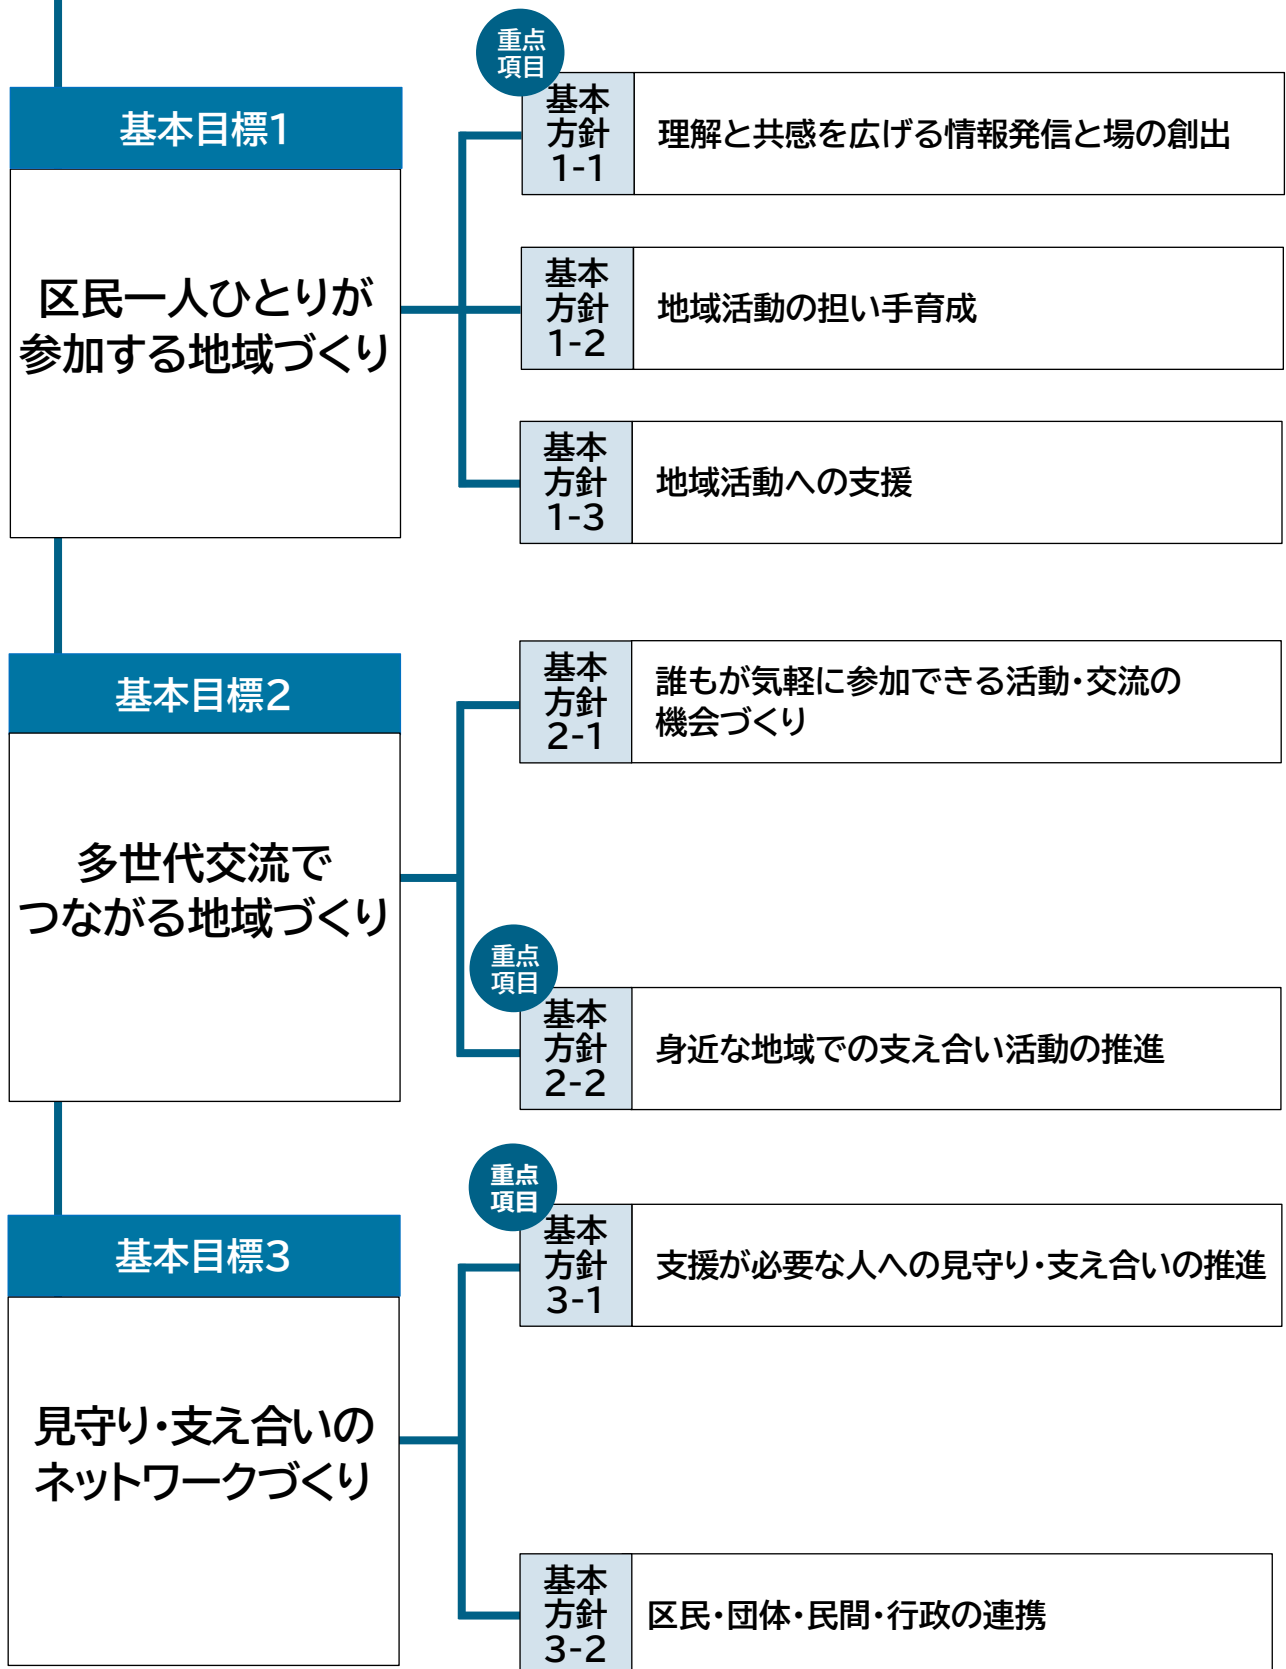 基本目標1
区民一人ひとりが
参加する地域づくり
重点
項目
基本
方針
1-1
理解と共感を広げる情報発信と場の創出
基本
方針
1-2
地域活動の担い手育成
基本
方針
1-3
地域活動への支援
基本目標2
多世代交流で
つながる地域づくり
基本
方針
2-1
誰もが気軽に参加できる活動・交流の
機会づくり
重点
項目
基本
方針
2-2
身近な地域での支え合い活動の推進
基本目標3
見守り・支え合いの
ネットワークづくり
重点
項目
基本
方針
3-1
支援が必要な人への見守り・支え合いの推進
基本
方針
3-2
区民・団体・民間・行政の連携